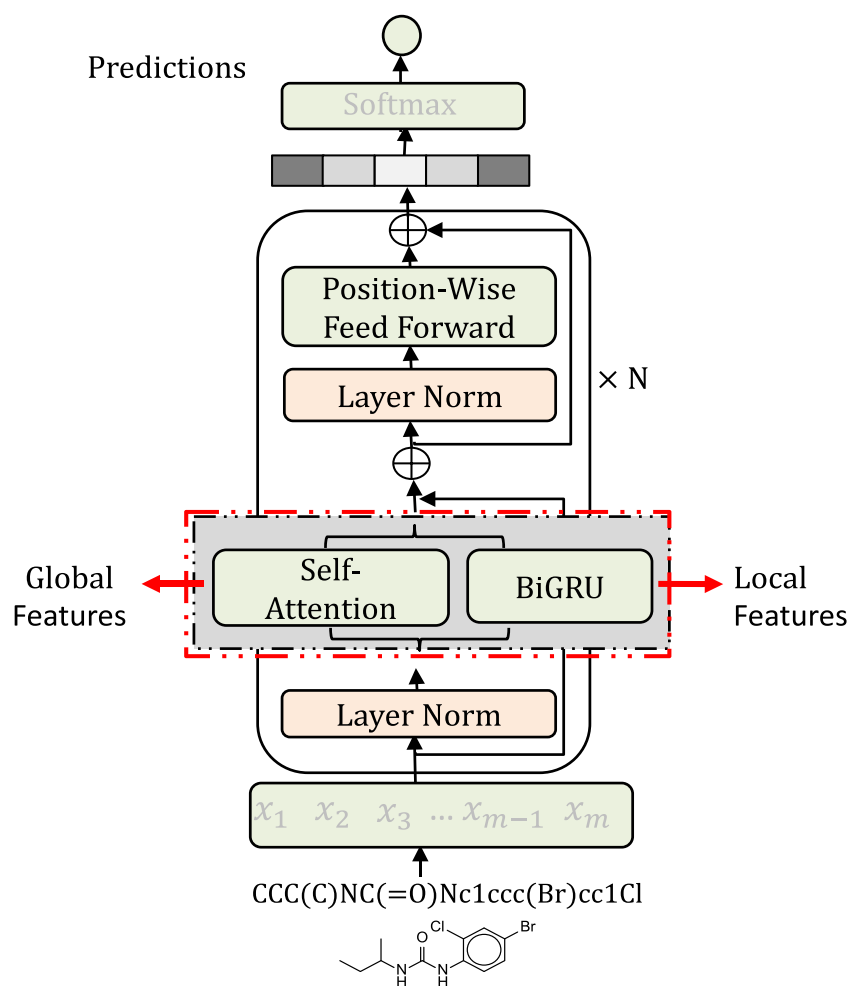 Predictions
Softmax
Position-Wise
Feed Forward
× N
Layer Norm
Global
Features
Self-
Attention
BiGRU
Local
Features
Layer Norm
x₁ x₂ x₃ ... xₘ₋₁ xₘ
CCC(C)NC(=O)Nc1ccc(Br)cc1Cl
Cl
Br
O
N
H
N
H